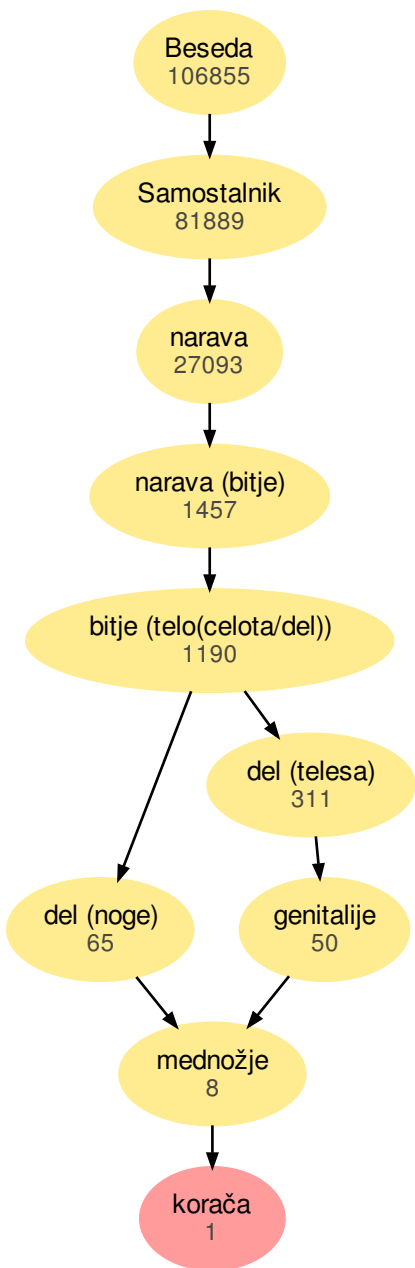 Beseda
106855
Samostalnik
81889
narava
27093
narava (bitje)
1457
bitje (telo(celota/del))
1190
del (telesa)
311
del (noge)
65
genitalije
50
mednožje
8
korača
1